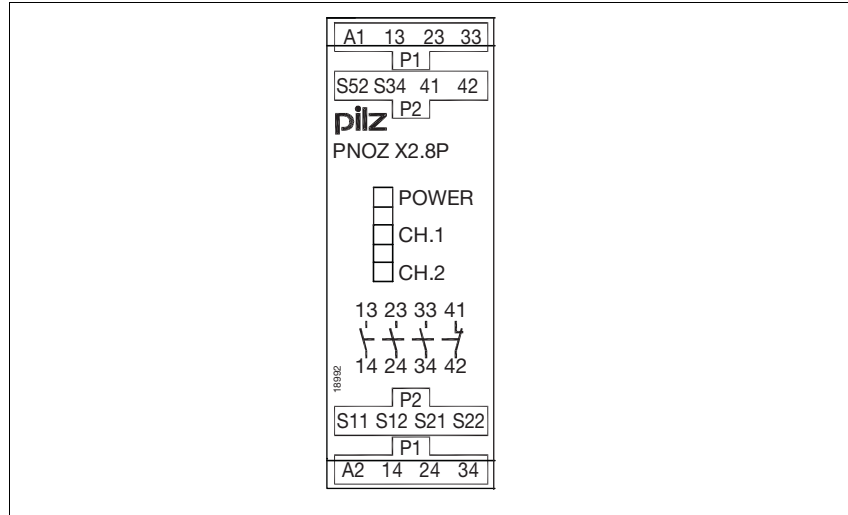 A1 13 23 33
P1
S52 S34 41 42
P2
pilz
PNOZ X2.8P
POWER
CH.1
CH.2
13 23 33 41
14 24 34 42
18992
P2
S11 S12 S21 S22
P1
A2 14 24 34